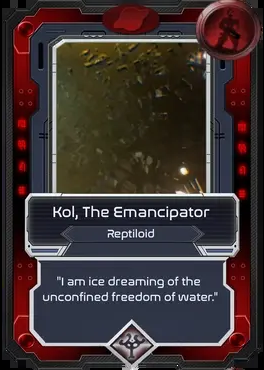 Kol, The Emancipator
Reptiloid
"I am ice dreaming of the
unconfined freedom of water."